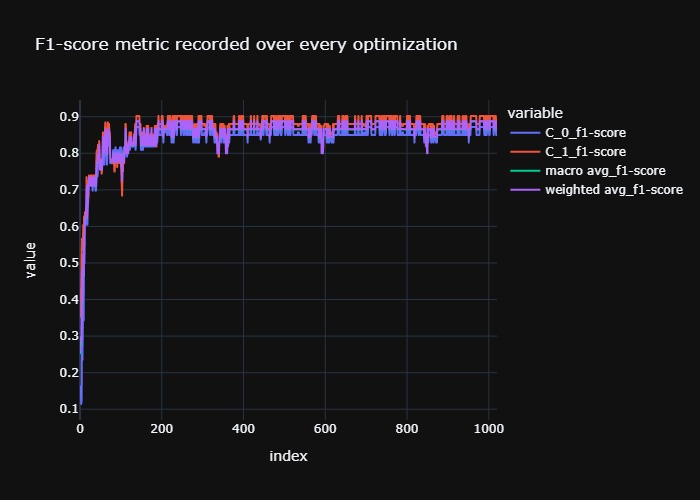 F1-score metric recorded over every optimization
variable
C_0_f1-score
C_1_f1-score
macro avg_f1-score
weighted avg_f1-score
value
0.9
0.8
0.7
0.6
0.5
0.4
0.3
0.2
0.1
0 200 400 600 800 1000
index